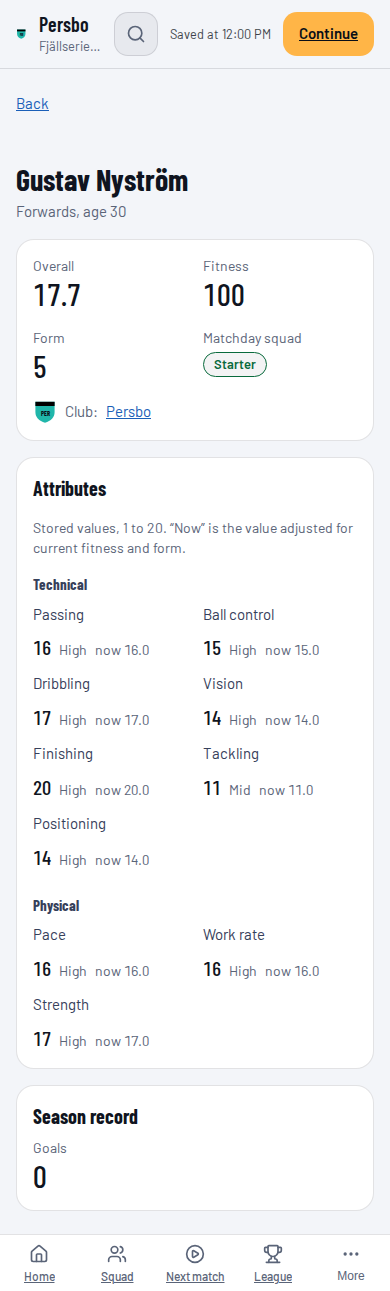 Persbo
Fjällserie...
Saved at 12:00 PM
Continue
Back
Gustav Nyström
Forwards, age 30
Overall
17.7
Fitness
100
Form
5
Matchday squad
Starter
PER
Club: Persbo
Attributes
Stored values, 1 to 20. “Now” is the value adjusted for
current fitness and form.
Technical
Passing
16 High now 16.0
Ball control
15 High now 15.0
Dribbling
17 High now 17.0
Vision
14 High now 14.0
Finishing
20 High now 20.0
Tackling
11 Mid now 11.0
Positioning
14 High now 14.0
Physical
Pace
16 High now 16.0
Work rate
16 High now 16.0
Strength
17 High now 17.0
Season record
Goals
0
Home
Squad
Next match
League
More